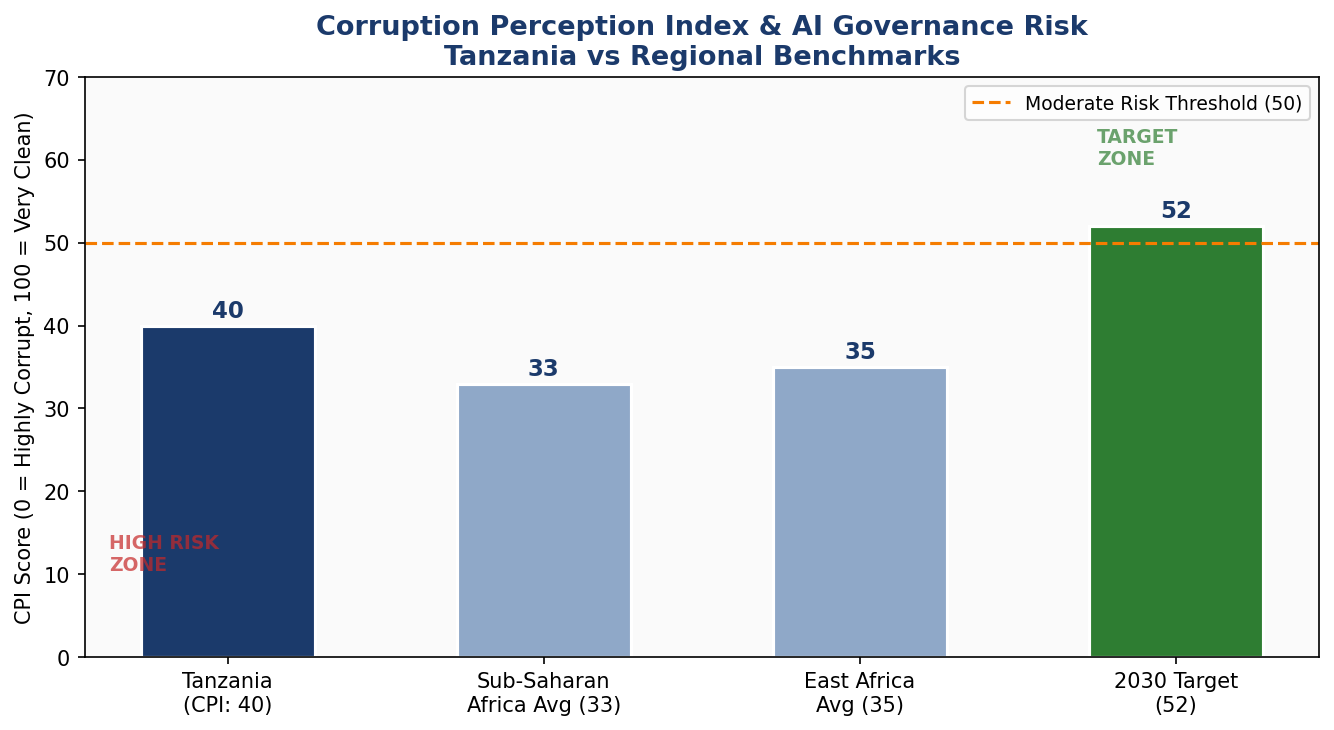 Corruption Perception Index & AI Governance Risk
Tanzania vs Regional Benchmarks
CPI Score (0 = Highly Corrupt, 100 = Very Clean)
70
60
50
40
30
20
10
0
Moderate Risk Threshold (50)
TARGET
ZONE
52
40
33
35
HIGH RISK
ZONE
Tanzania
(CPI: 40)
Sub-Saharan
Africa Avg (33)
East Africa
Avg (35)
2030 Target
(52)